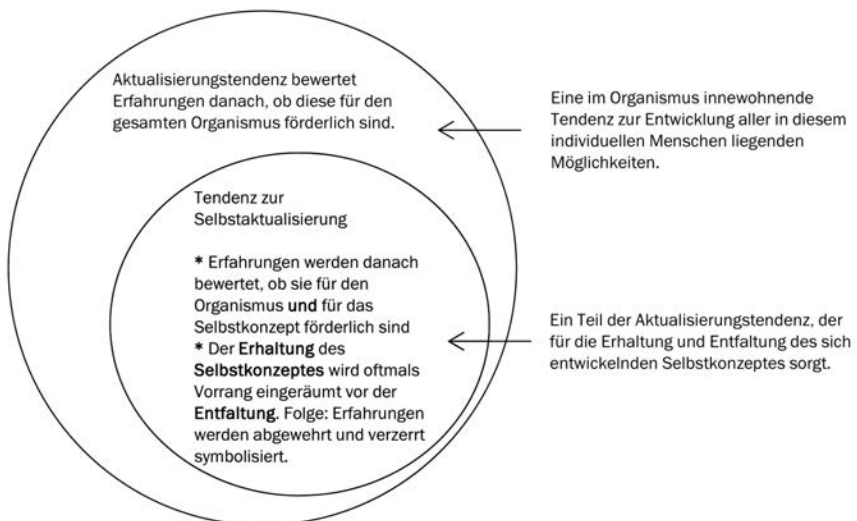 Aktualisierungstendenz bewertet
Erfahrungen danach, ob diese für den
gesamten Organismus förderlich sind.
Eine im Organismus innewohnende
Tendenz zur Entwicklung aller in diesem
individuellen Menschen liegenden
Möglichkeiten.
Tendenz zur
Selbstaktualisierung
* Erfahrungen werden danach
bewertet, ob sie für den
Organismus und für das
Selbstkonzept förderlich sind
* Der Erhaltung des
Selbstkonzeptes wird oftmals
Vorrang eingeräumt vor der
Entfaltung. Folge: Erfahrungen
werden abgewehrt und verzerrt
symbolisiert.
Ein Teil der Aktualisierungstendenz, der
für die Erhaltung und Entfaltung des sich
entwickelnden Selbstkonzeptes sorgt.